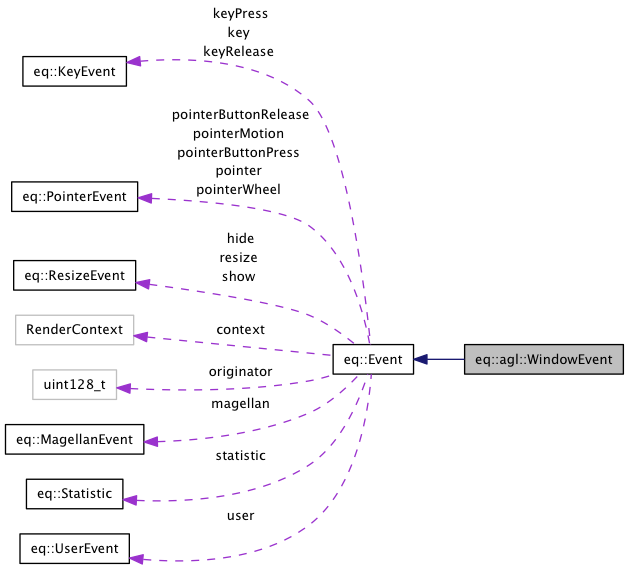 keyPress
key
keyRelease
eq::KeyEvent
pointerButtonRelease
pointerMotion
pointerButtonPress
pointer
pointerWheel
eq::PointerEvent
hide
resize
show
eq::ResizeEvent
context
RenderContext
eq::Event
eq::agl::WindowEvent
originator
uint128_t
magellan
eq::MagellanEvent
statistic
eq::Statistic
user
eq::UserEvent